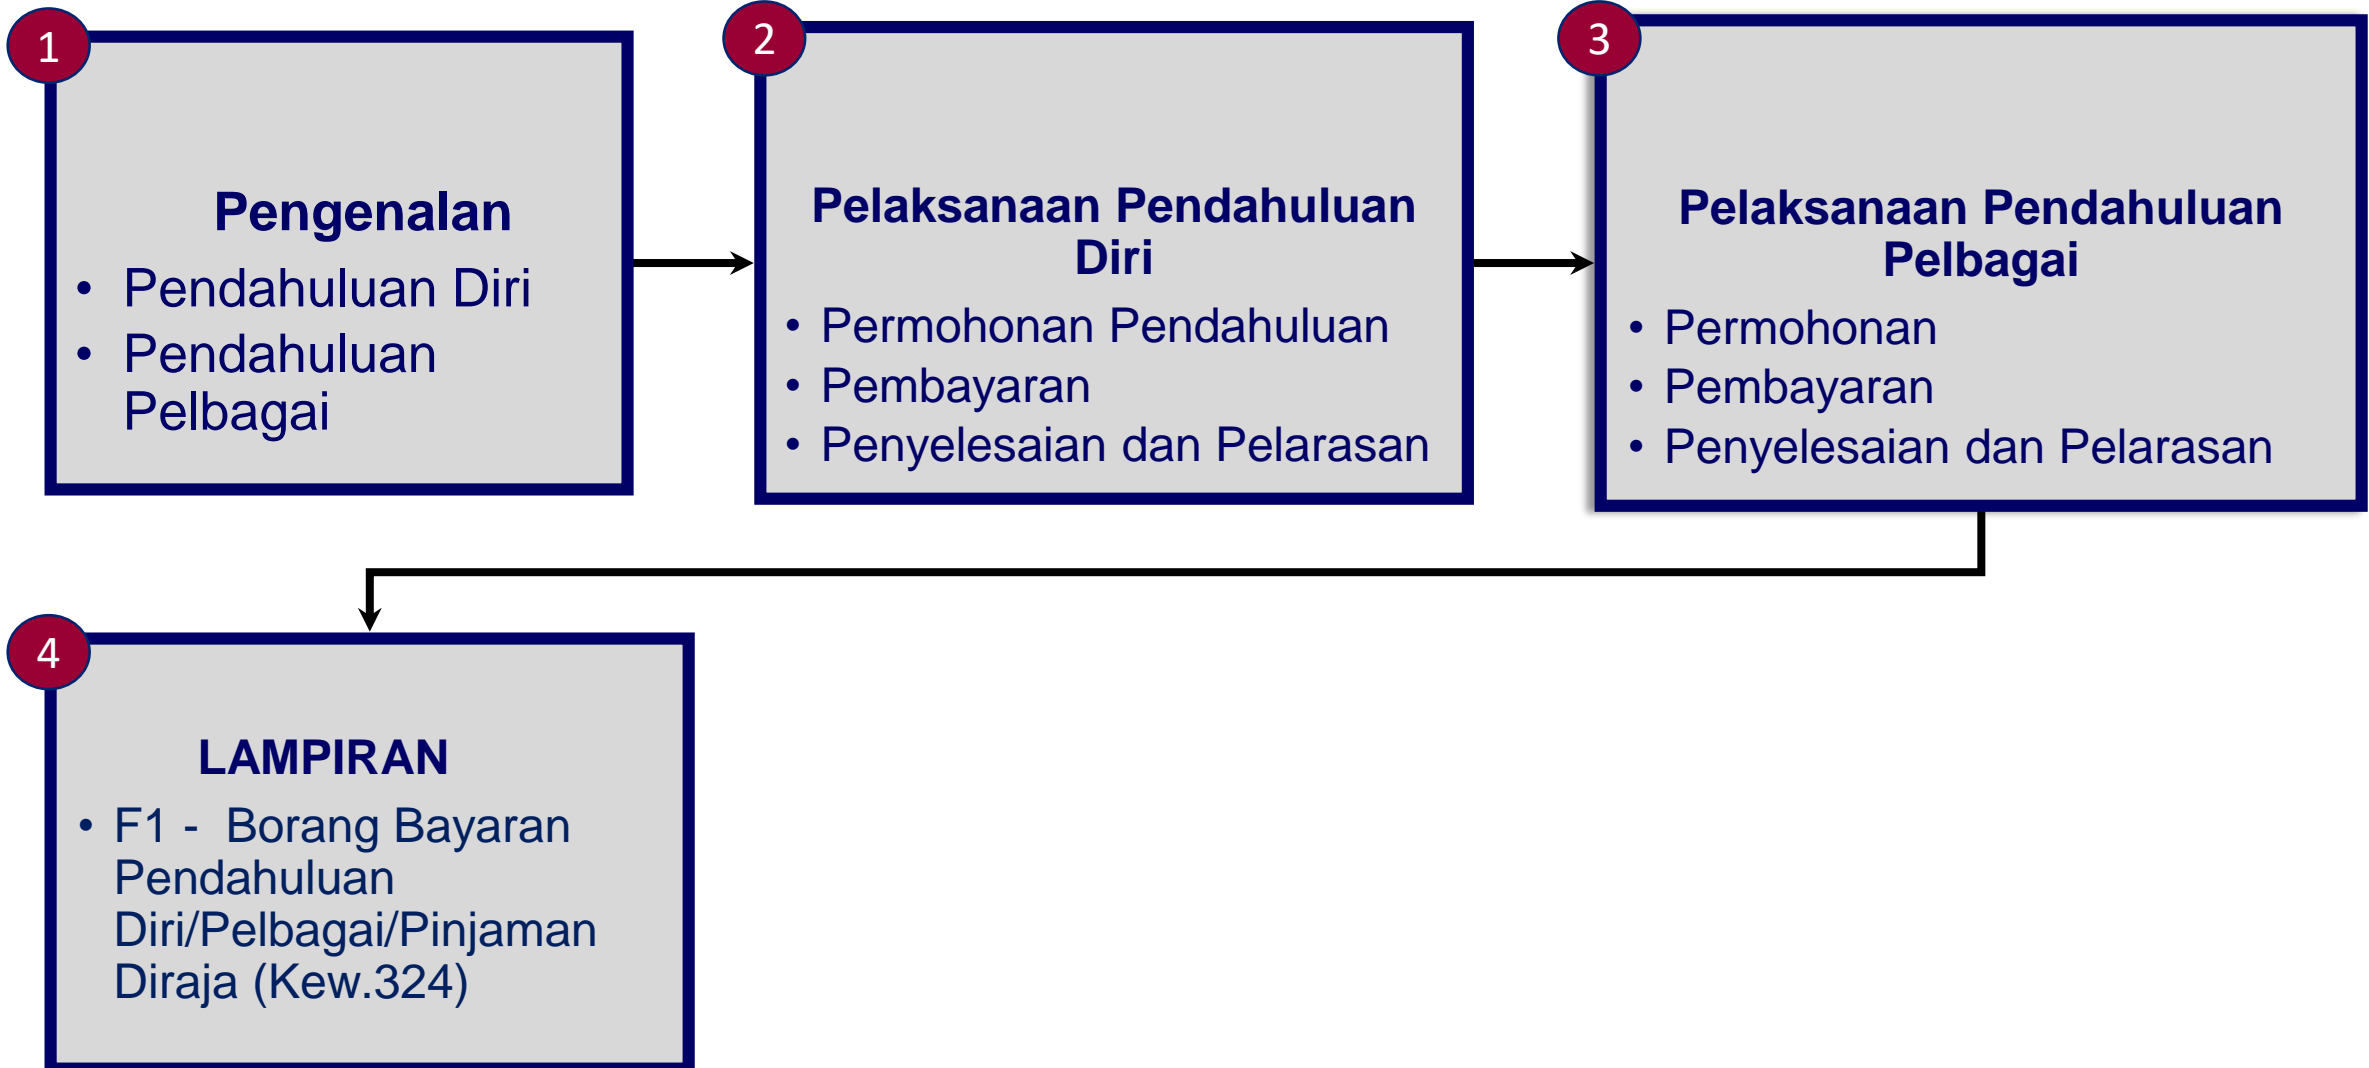 1
Pengenalan
• Pendahuluan Diri
• Pendahuluan
Pelbagai
2
Pelaksanaan Pendahuluan
Diri
• Permohonan Pendahuluan
• Pembayaran
• Penyelesaian dan Pelarasan
3
Pelaksanaan Pendahuluan
Pelbagai
• Permohonan
• Pembayaran
• Penyelesaian dan Pelarasan
4
LAMPIRAN
• F1 - Borang Bayaran
Pendahuluan
Diri/Pelbagai/Pinjaman
Diraja (Kew.324)